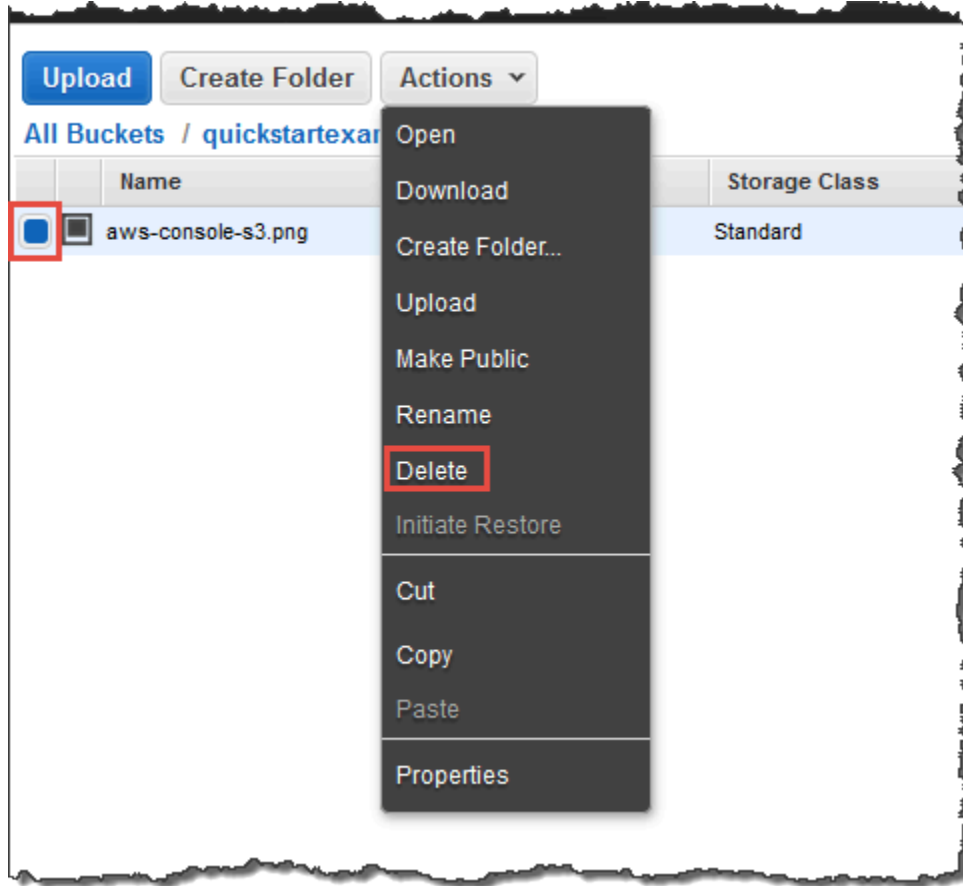 Upload Create Folder Actions
All Buckets / quickstartexa
Open
Name Storage Class
Download
aws-console-s3.png Standard
Create Folder...
Upload
Make Public
Rename
Delete
Initiate Restore
Cut
Copy
Paste
Properties